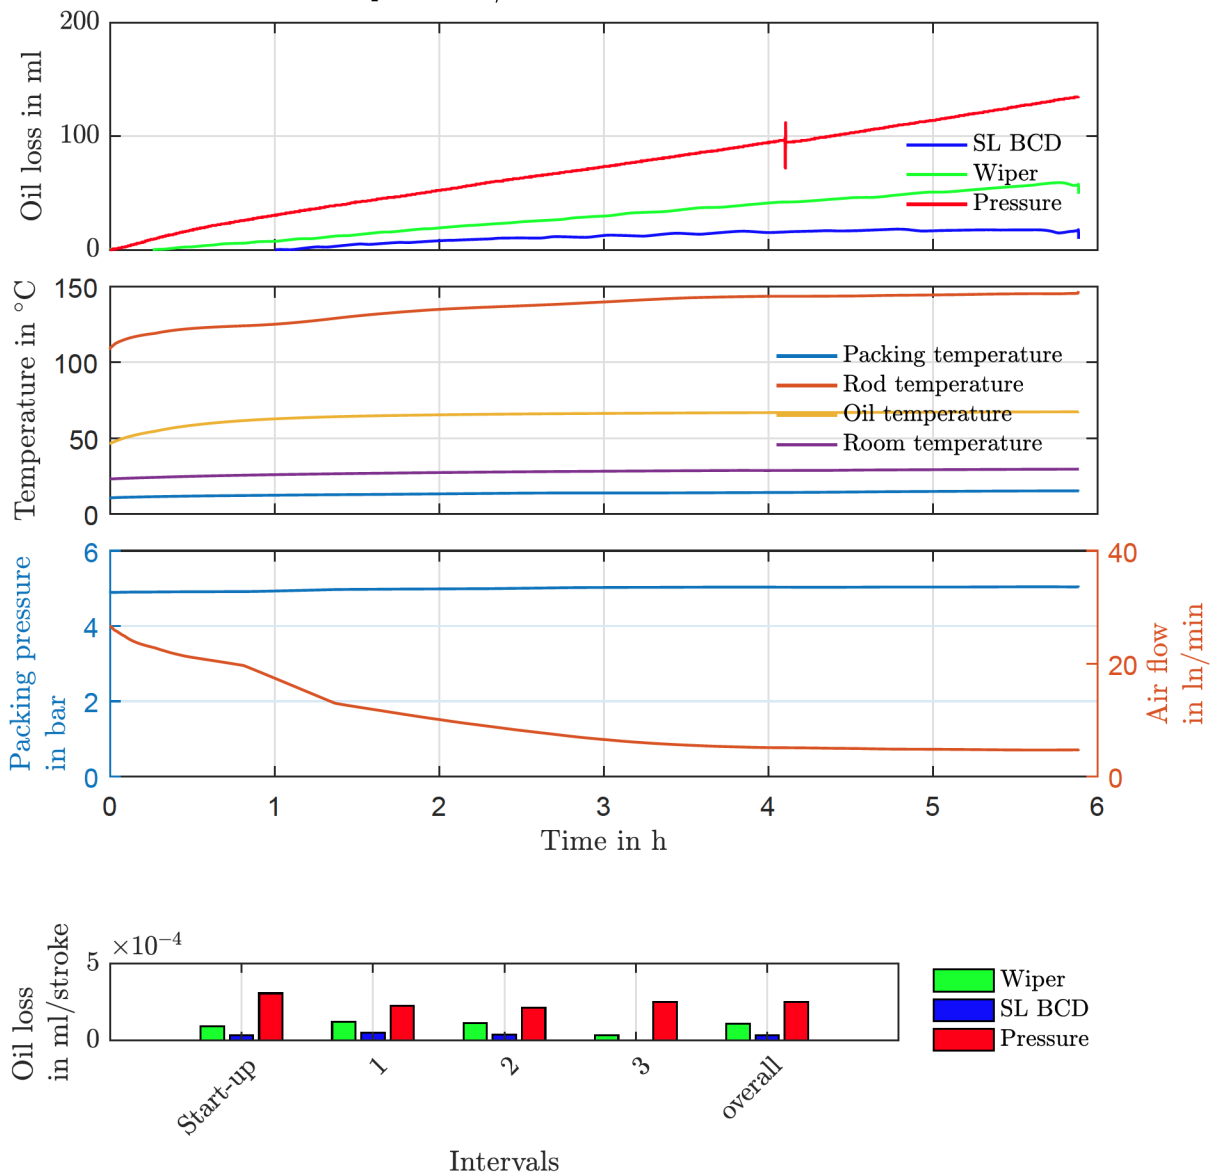 200
100
0
Oil loss in ml
SL BCD
Wiper
Pressure
150
100
50
0
Temperature in °C
Packing temperature
Rod temperature
Oil temperature
Room temperature
6
4
2
0
Packing pressure
in bar
40
20
0
Air flow
in ln/min
0 1 2 3 4 5 6
Time in h
×10⁻⁴
5
0
Oil loss
in ml/stroke
Wiper
SL BCD
Pressure
Start-up 1 2 3 overall
Intervals